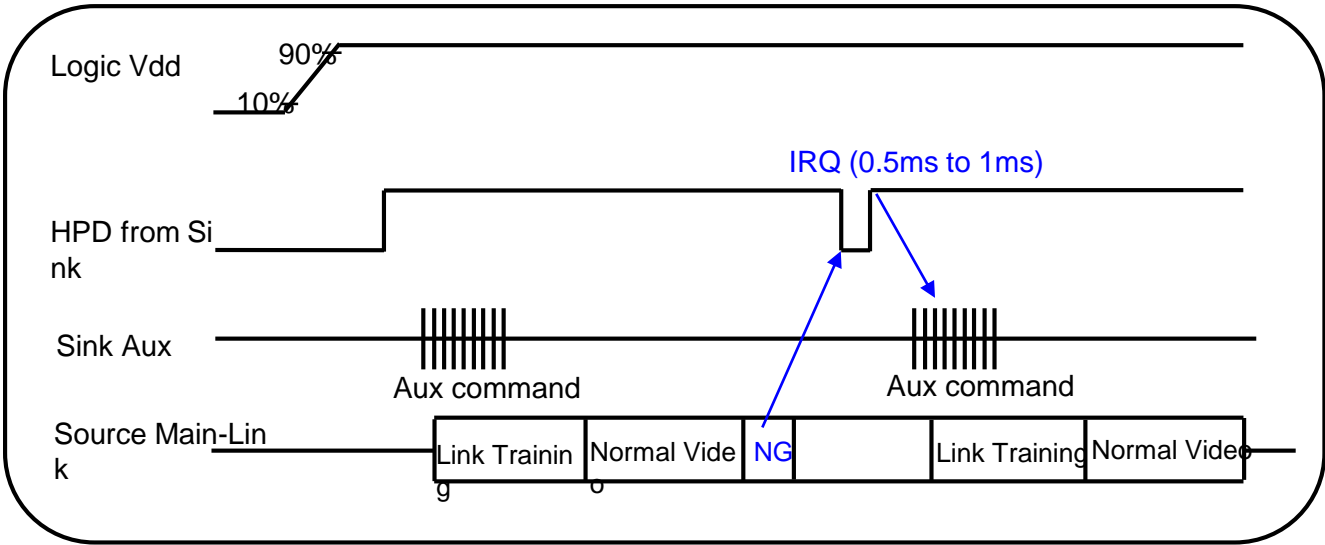 Logic Vdd
90%
10%
IRQ (0.5ms to 1ms)
HPD from Si
nk
Sink Aux
Aux command
Aux command
Source Main-Lin
k
Link Trainin
g
Normal Vide
o
NG
Link Training
Normal Video